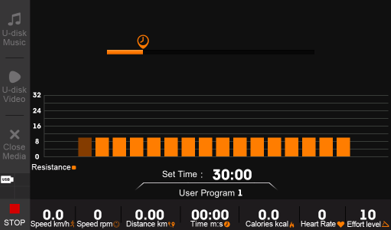 U-disk
Music
U-disk
Video
Close
Media
USB
STOP
32
24
16
8
0
Resistance
Set Time : 30:00
User Program 1
0.0 0 0.00 00:00 0.0 0 10
Speed km/h Speed rpm Distance km Time m:s Calories kcal Heart Rate Effort level